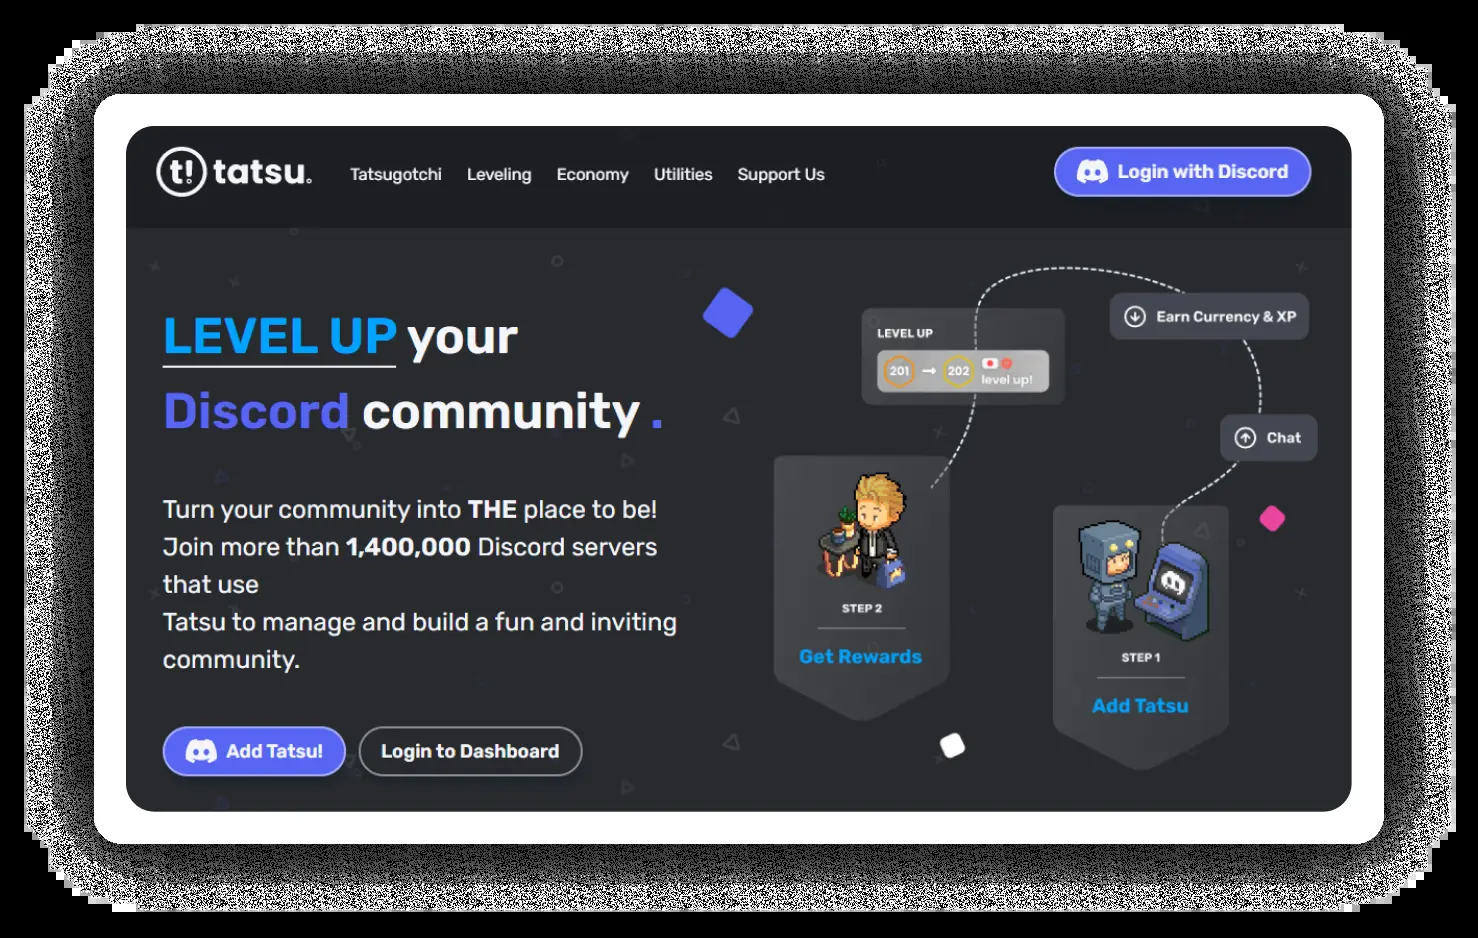 t! tatsu.
Tatsugotchi
Leveling
Economy
Utilities
Support Us
Login with Discord
LEVEL UP your
Discord community .
Turn your community into THE place to be!
Join more than 1,400,000 Discord servers
that use
Tatsu to manage and build a fun and inviting
community.
Add Tatsu!
Login to Dashboard
LEVEL UP
201
202
level up!
Earn Currency & XP
Chat
STEP 2
Get Rewards
STEP 1
Add Tatsu